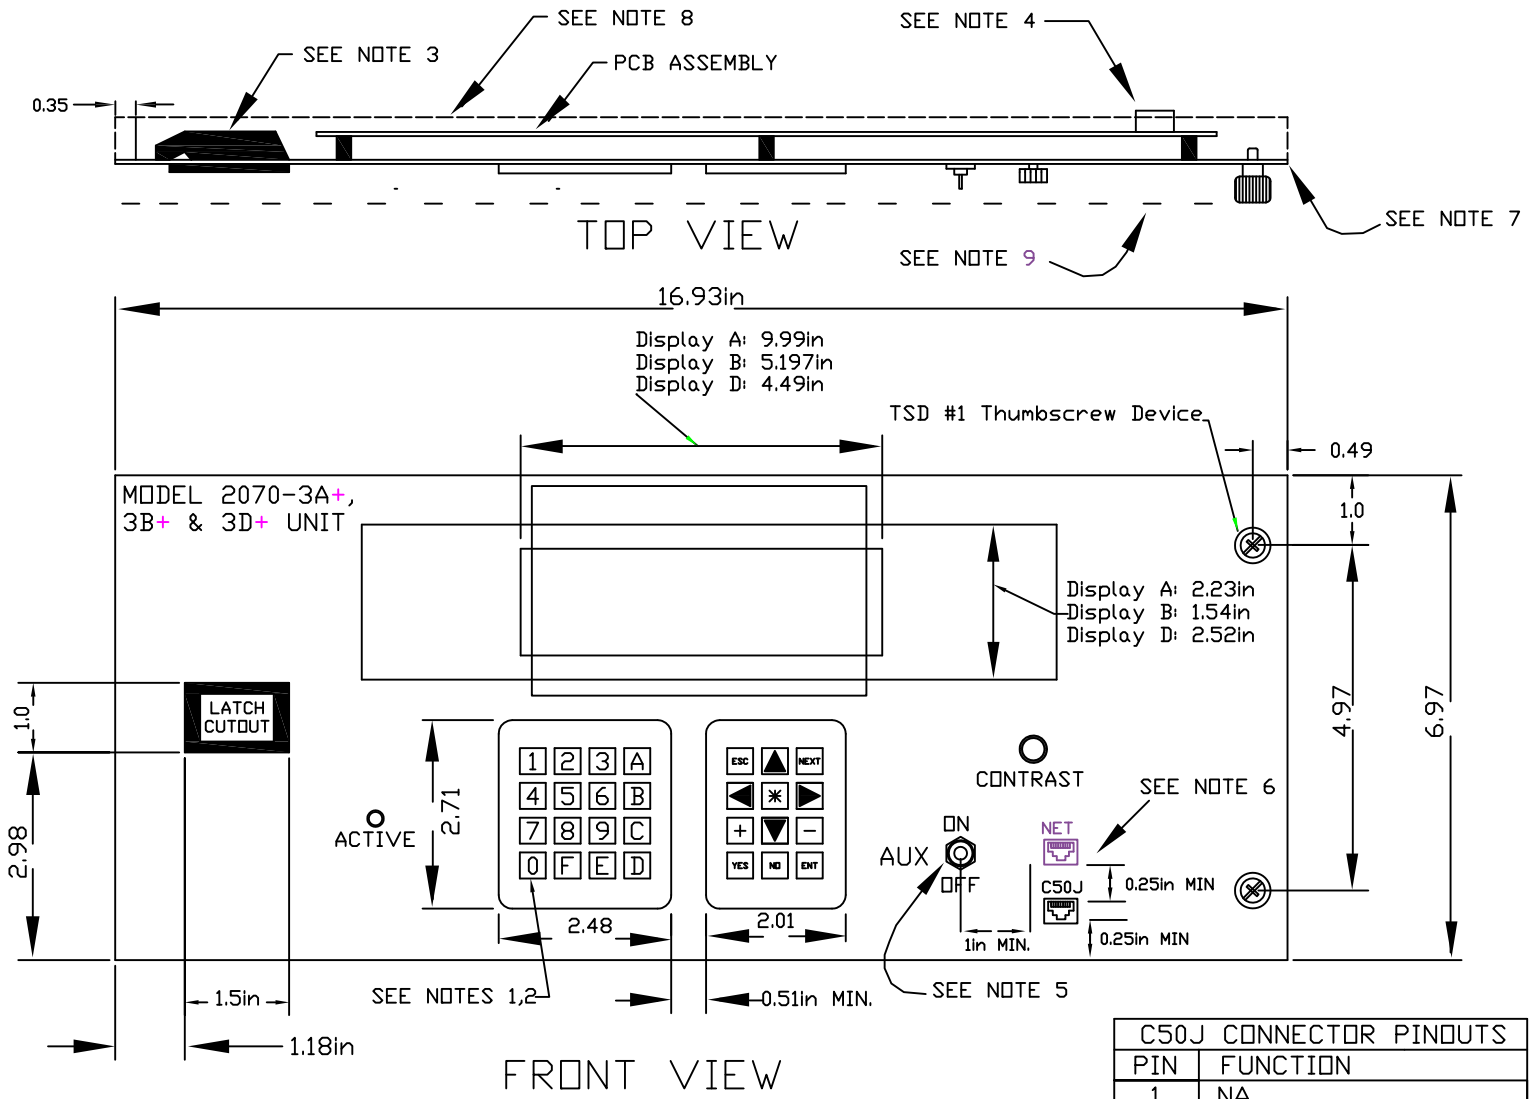 SEE NOTE 8
SEE NOTE 4
SEE NOTE 3
PCB ASSEMBLY
0.35
SEE NOTE 7
TOP VIEW
SEE NOTE 9
16.93in
Display A: 9.99in
Display B: 5.197in
Display D: 4.49in
TSD #1 Thumbscrew Device
0.49
MODEL 2070-3A+,
3B+ & 3D+ UNIT
1.0
Display A: 2.23in
Display B: 1.54in
Display D: 2.52in
4.97
6.97
1.0
LATCH
CUTOUT
2.98
ACTIVE
2.71
1 2 3 A
4 5 6 B
7 8 9 C
0 F E D
ESC NEXT
*
+ -
YES NO ENT
CONTRAST
SEE NOTE 6
ON
AUX
OFF
NET
C50J
0.25in MIN
0.25in MIN
1in MIN.
2.48
2.01
1.5in
SEE NOTES 1,2
0.51in MIN.
SEE NOTE 5
1.18in
FRONT VIEW
C50J CONNECTOR PINOUTS
PIN FUNCTION
1 NA